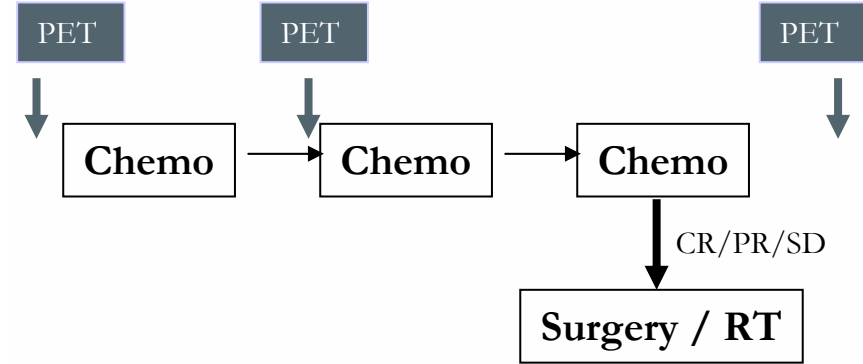 PET PET PET
Chemo Chemo Chemo
CR/PR/SD
Surgery / RT